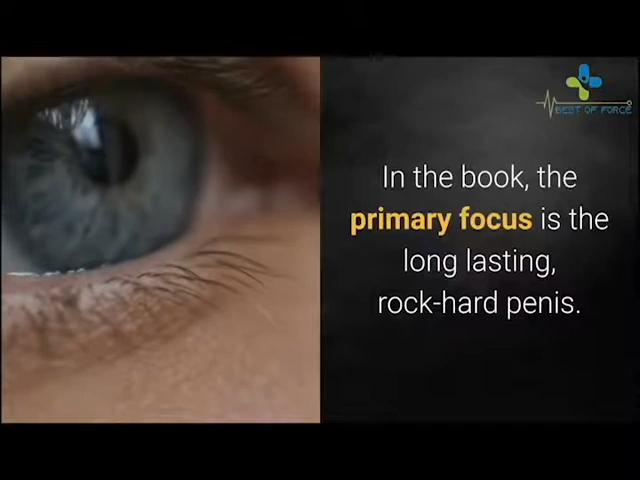 BEST OF FORCE
In the book, the
primary focus is the
long lasting,
rock-hard penis.